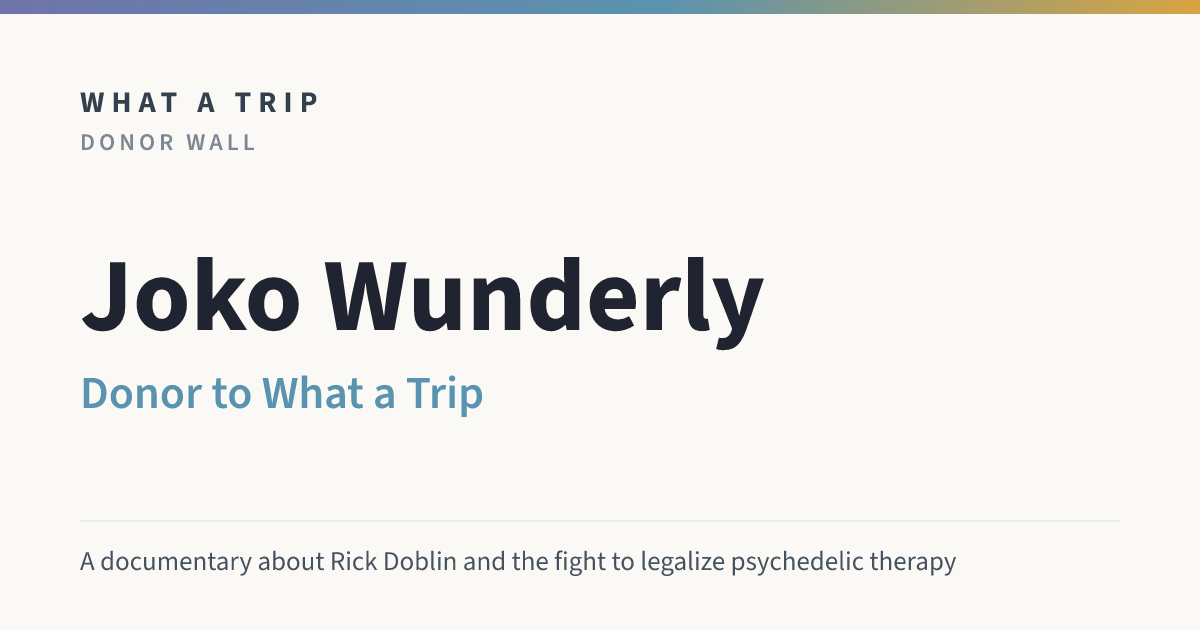 WHAT A TRIP
DONOR WALL
Joko Wunderly
Donor to What a Trip
A documentary about Rick Doblin and the fight to legalize psychedelic therapy